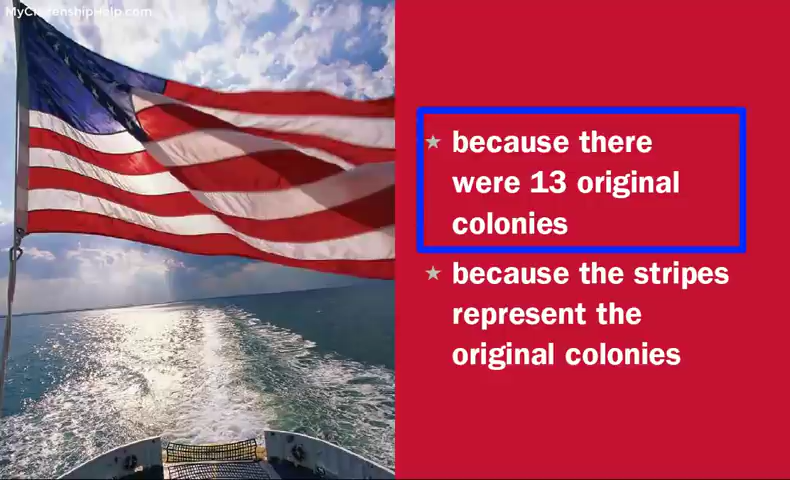 MyCitizenshipHelp.com
★ because there
were 13 original
colonies
★ because the stripes
represent the
original colonies